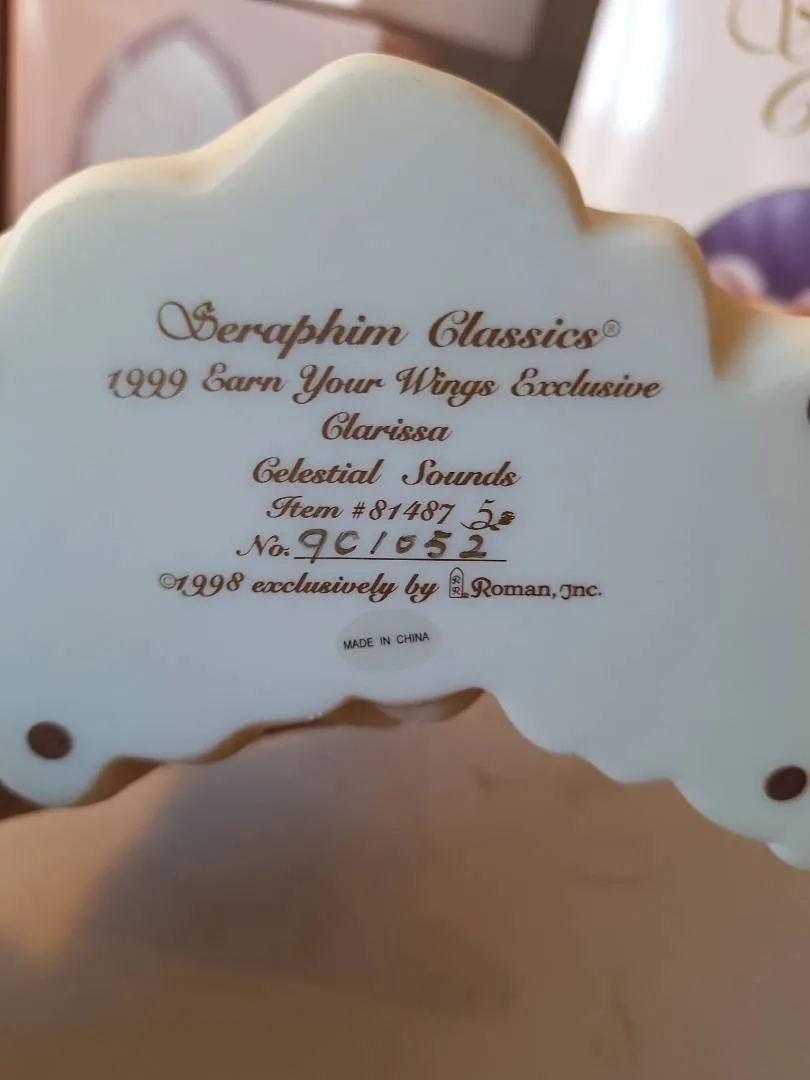 Seraphim Classics®
1999 Earn Your Wings Exclusive
Clarissa
Celestial Sounds
Item #81487
No. 9C1052
©1998 exclusively by Roman, Inc.
MADE IN CHINA